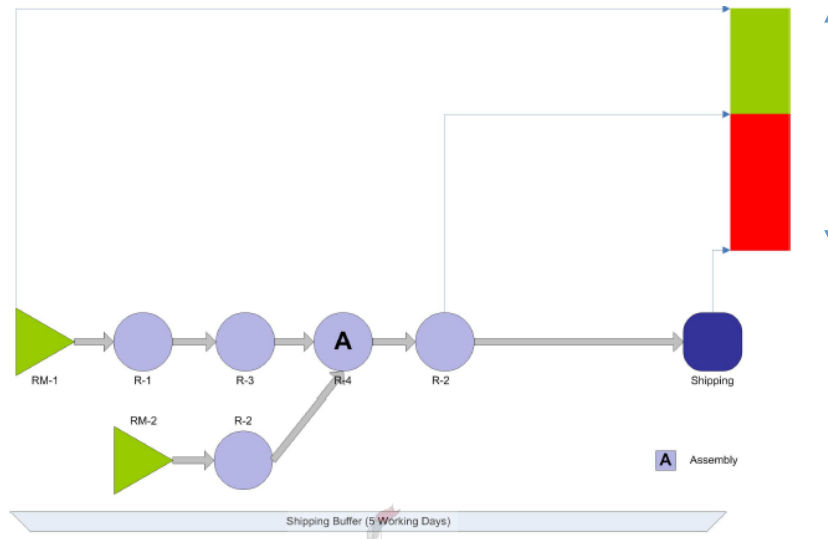 A
RM-1
R-1
R-3
R-4
R-2
Shipping
RM-2
R-2
A Assembly
Shipping Buffer (5 Working Days)